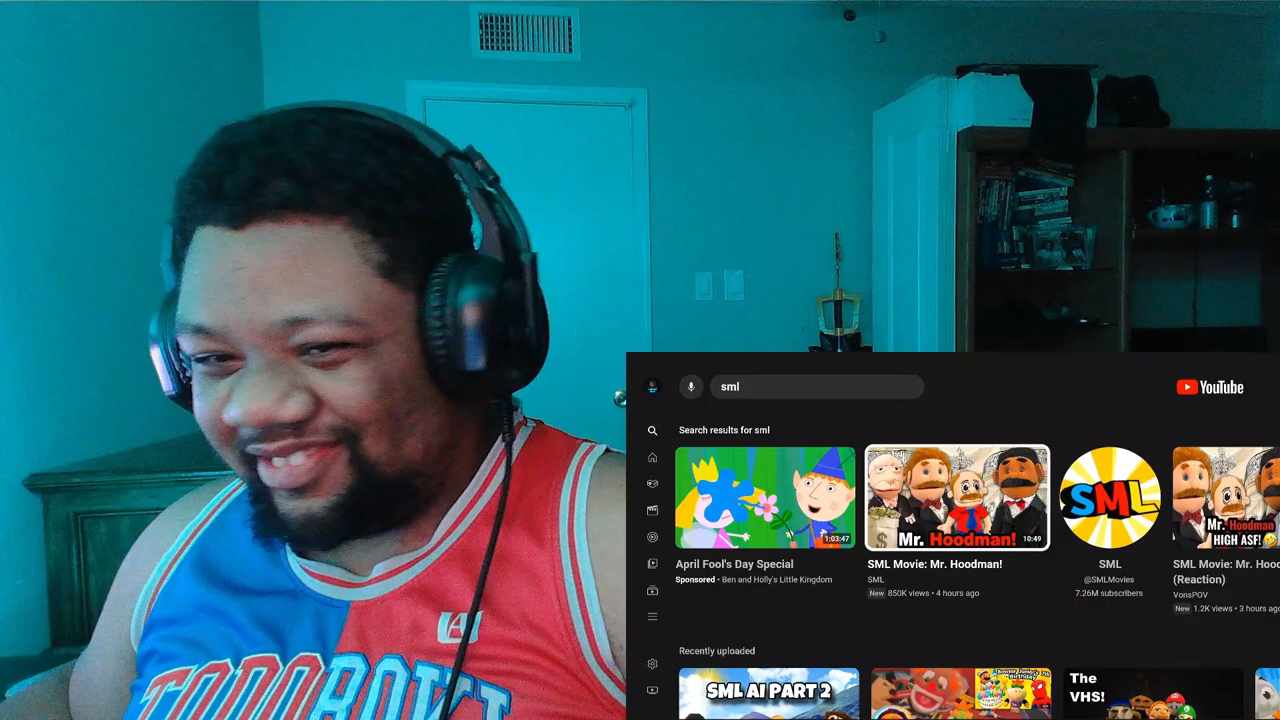 sml
YouTube
Search results for sml
1:03:47
Mr. Hoodman!
10:49
SML
Mr. Hoodman
HIGH ASF!
April Fool's Day Special
Sponsored • Ben and Holly's Little Kingdom
SML Movie: Mr. Hoodman!
SML
New 850K views • 4 hours ago
SML
@SMLMovies
7.26M subscribers
SML Movie: Mr. Hoo
(Reaction)
VonsPOV
New 1.2K views • 3 hours ago
Recently uploaded
SML AI PART 2
The
VHS!
UA
TODOROKI